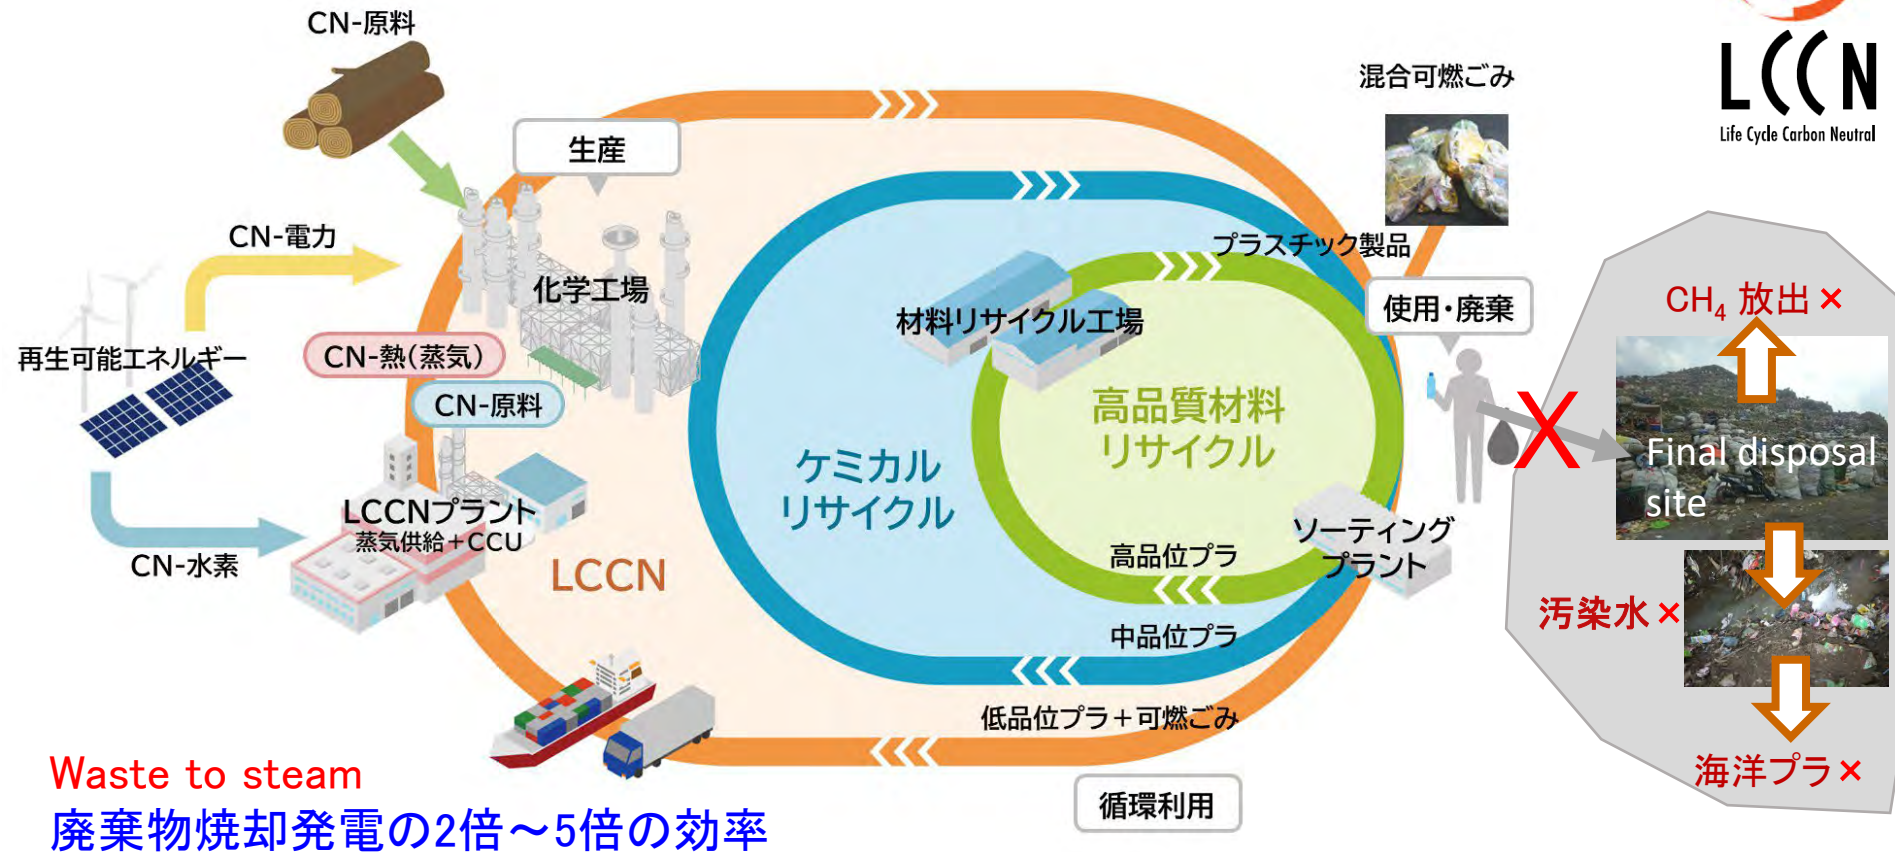 CN-原料
L((N
Life Cycle Carbon Neutral
混合可燃ごみ
生産
CN-電力
プラスチック製品
化学工場
材料リサイクル工場
使用・廃棄
CH₄ 放出×
再生可能エネルギー
CN-熱(蒸気)
CN-原料
高品質材料
リサイクル
ケミカル
リサイクル
X
Final disposal
site
LCCNプラント
蒸気供給+CCU
ソーティング
プラント
CN-水素
LCCN
高品位プラ
汚染水×
中品位プラ
低品位プラ+可燃ごみ
海洋プラ×
Waste to steam
循環利用
廃棄物焼却発電の2倍～5倍の効率